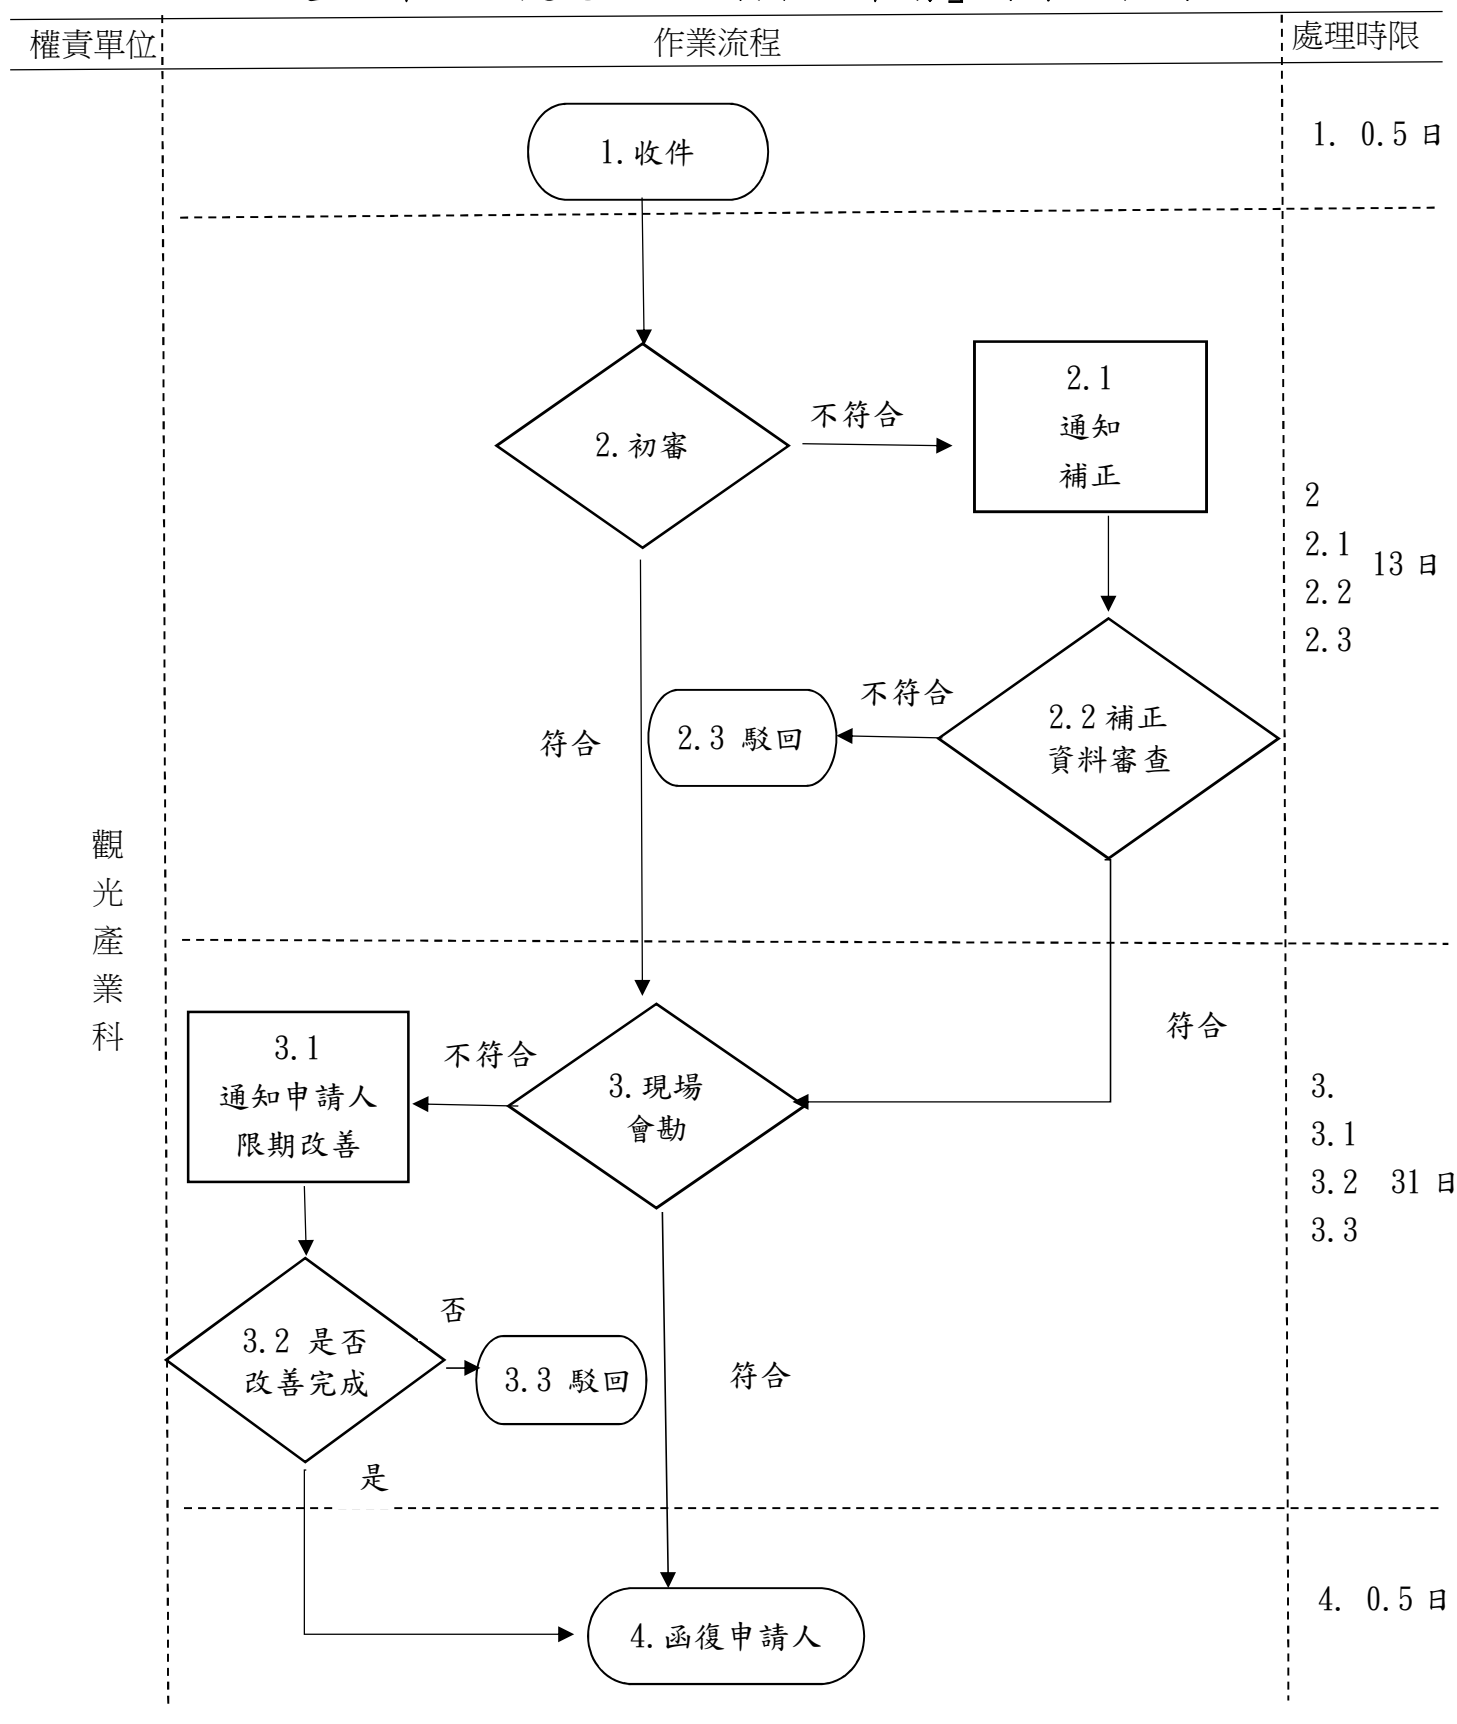 權責單位
作業流程
處理時限
1.收件
1. 0.5日
2.初審
不符合
2.1
通知
補正
2
2.1
2.2
2.3
13日
符合
2.3 駁回
不符合
2.2補正
資料審查
觀
光
產
業
科
3.1
通知申請人
限期改善
不符合
3.現場
會勘
符合
3.
3.1
3.2
3.3
31日
3.2 是否
改善完成
否
3.3 駁回
符合
是
4.函復申請人
4. 0.5日